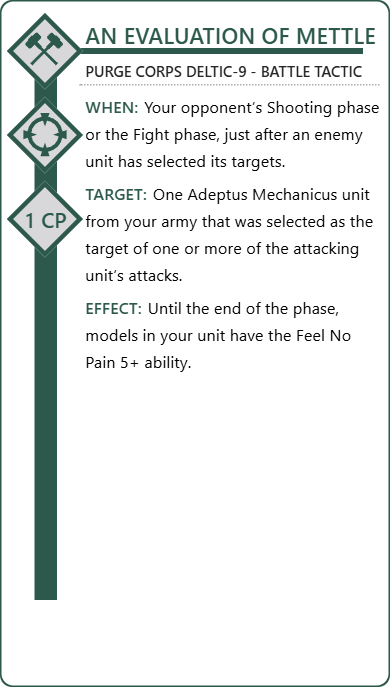 AN EVALUATION OF METTLE
PURGE CORPS DELTIC-9 - BATTLE TACTIC
WHEN: Your opponent's Shooting phase
or the Fight phase, just after an enemy
unit has selected its targets.
1 CP
TARGET: One Adeptus Mechanicus unit
from your army that was selected as the
target of one or more of the attacking
unit's attacks.
EFFECT: Until the end of the phase,
models in your unit have the Feel No
Pain 5+ ability.